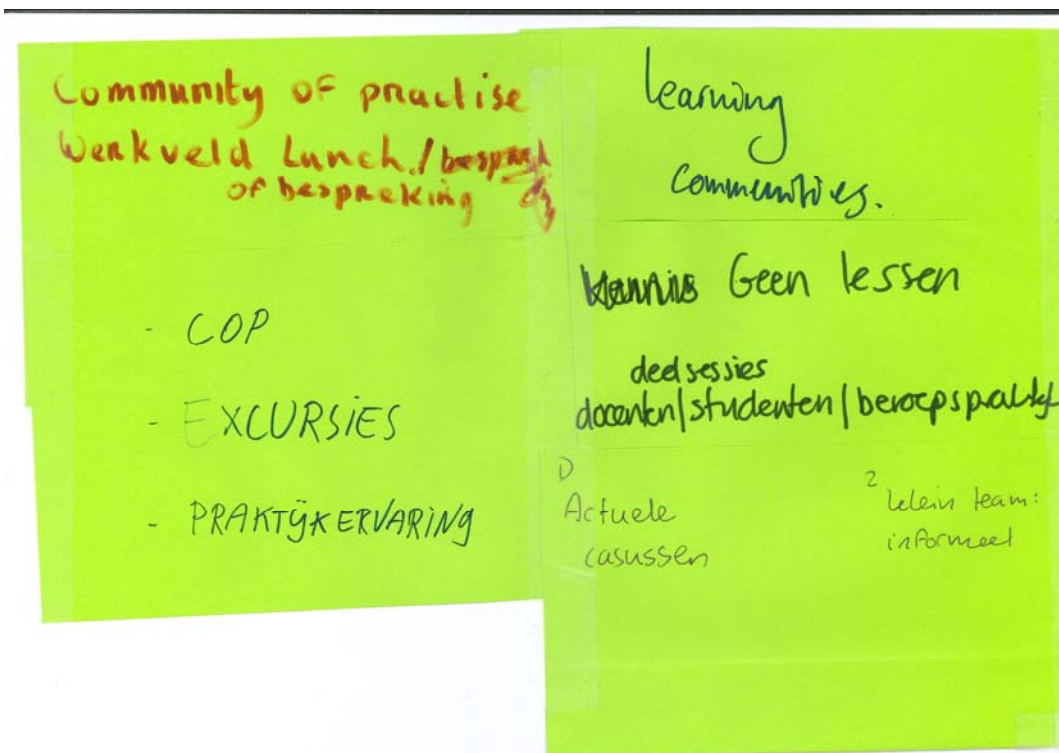 Community of practise
Werkveld Lunch /
of bespreking
- COP
- EXCURSIES
- PRAKTIJKERVARING
Learning
Communities.
Geen lessen
deelsessies
docenten/studenten/beroepspraktijk
1)
Actuele
casussen
2
klein team:
informeel